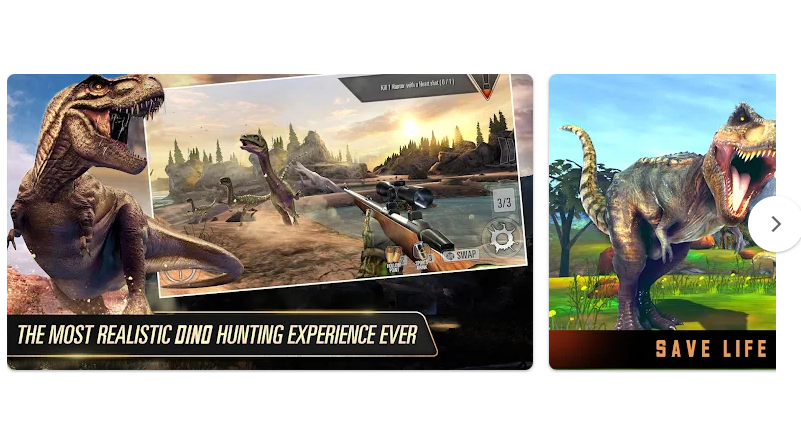 Kill 1 Raptor with a Heart shot ( 0 / 1 )
3/3
SWAP
THE MOST REALISTIC DINO HUNTING EXPERIENCE EVER
SAVE LIFE